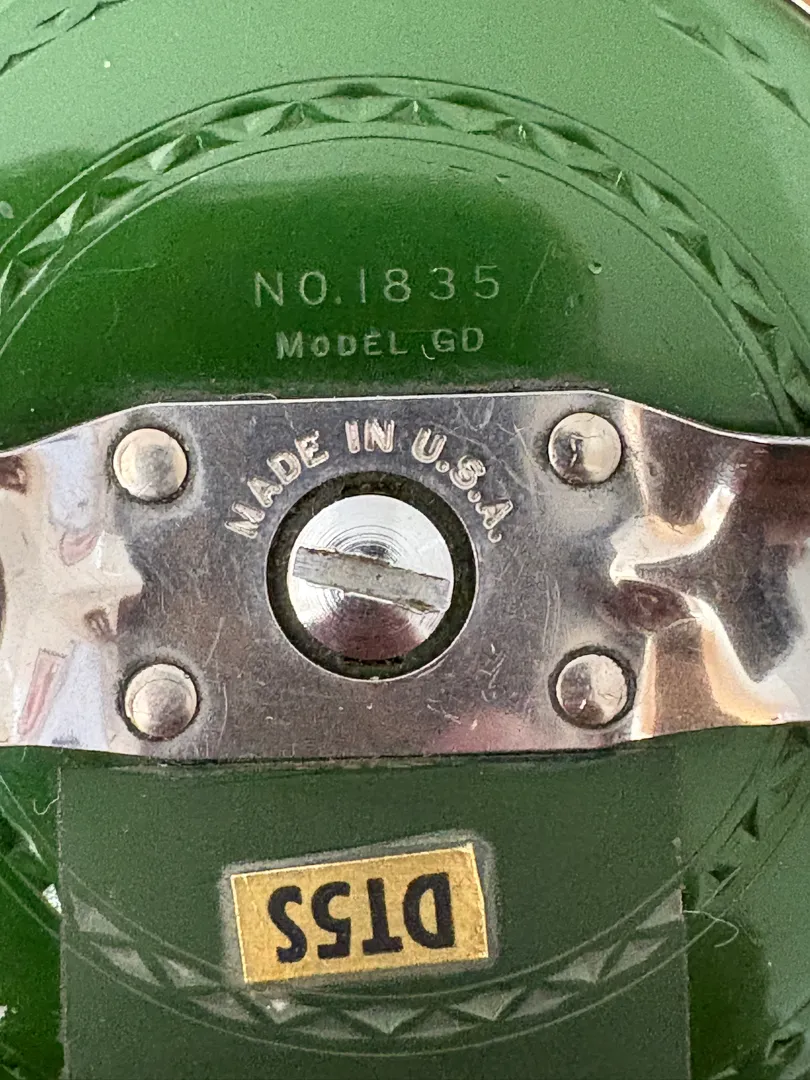 NO. 1835
MODEL GD
MADE IN U.S.A.
DT5S